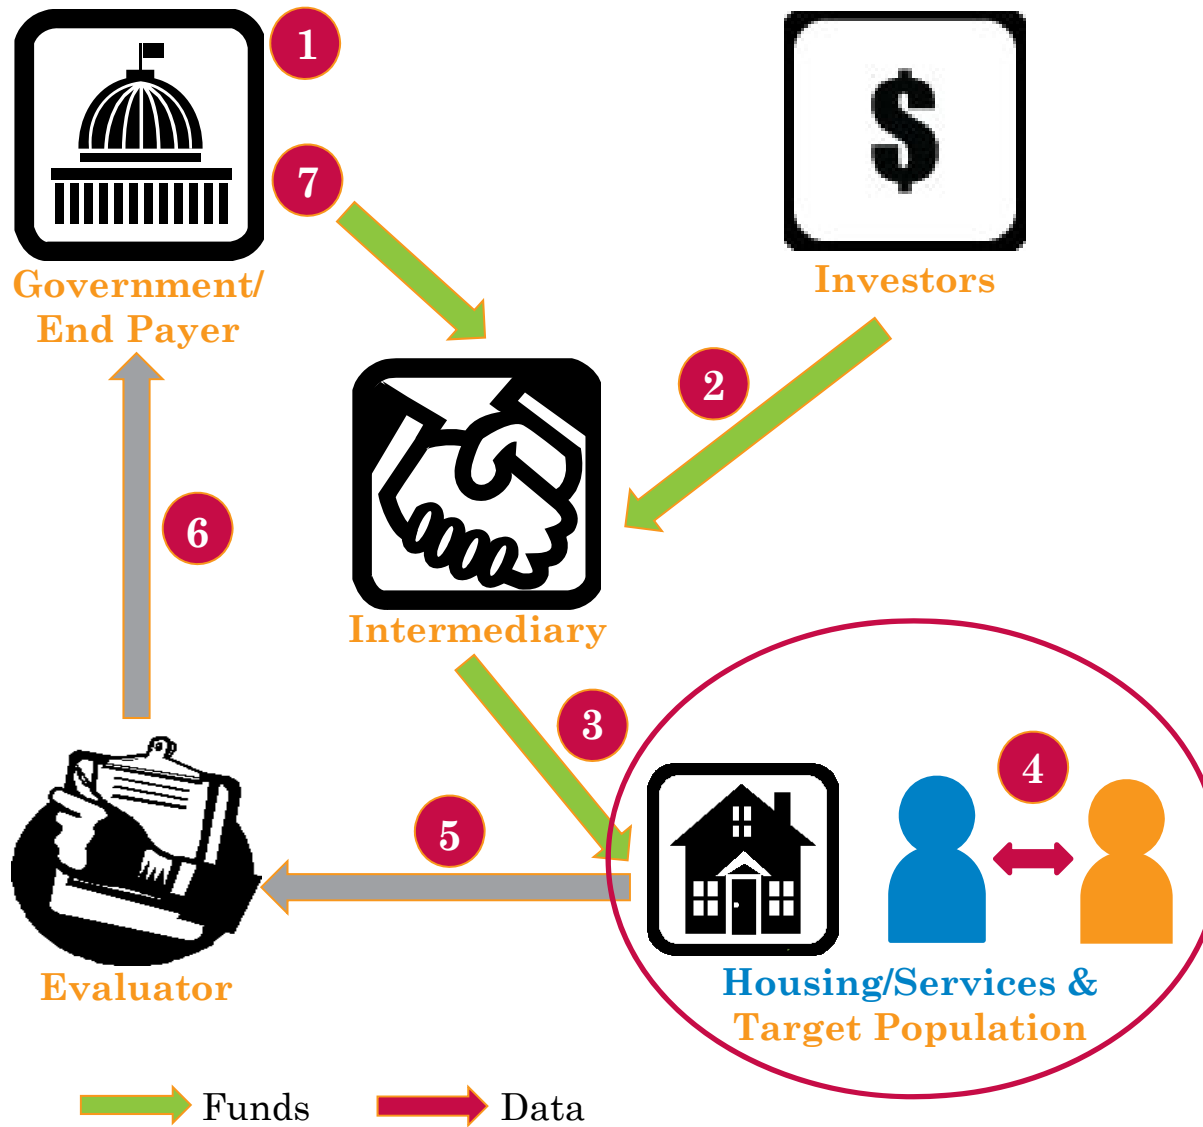 1
7
$
Government/
End Payer
Investors
2
6
Intermediary
3
4
5
Evaluator
Housing/Services &
Target Population
Funds
Data